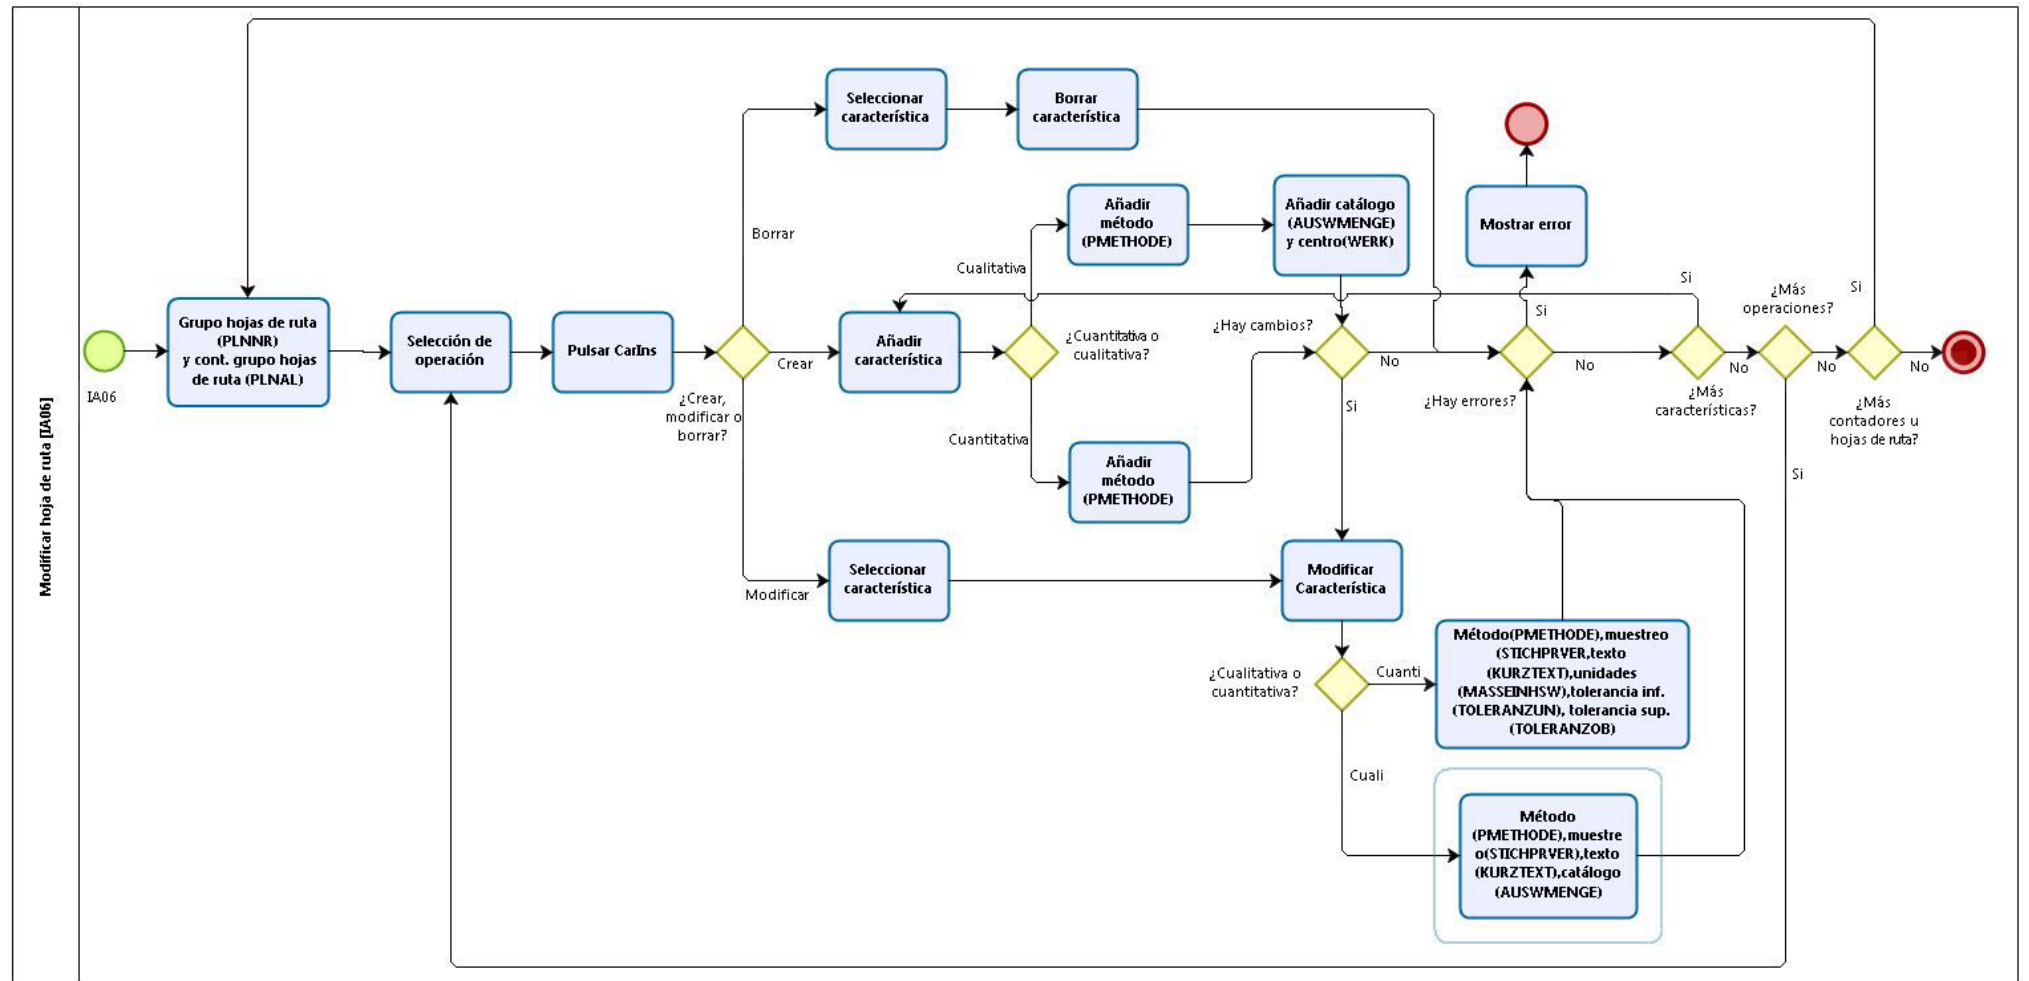 Modificar hoja de ruta [IA06]
IA06
Grupo hojas de ruta
(PLNNR)
y cont. grupo hojas
de ruta (PLNAL)
Selección de
operación
Pulsar CarIns
¿Crear,
modificar o
borrar?
Borrar
Crear
Modificar
Seleccionar
característica
Borrar
característica
Añadir
característica
¿Cuantitativa o
cualitativa?
Cualitativa
Cuantitativa
Añadir
método
(PMETHODE)
Añadir catálogo
(AUSWMENGE)
y centro(WERK)
Añadir
método
(PMETHODE)
¿Hay cambios?
No
Si
Seleccionar
característica
Modificar
Característica
¿Cualitativa o
cuantitativa?
Cuanti
Cuali
Método(PMETHODE),muestreo
(STICHPRVER,texto
(KURZTEXT),unidades
(MASSEINHSW),tolerancia inf.
(TOLERANZUN), tolerancia sup.
(TOLERANZOB)
Método
(PMETHODE),muestre
o(STICHPRVER),texto
(KURZTEXT),catálogo
(AUSWMENGE)
¿Hay errores?
Si
No
Mostrar error
¿Más
características?
Si
No
¿Más
operaciones?
Si
No
¿Más
contadores u
hojas de ruta?
Si
No